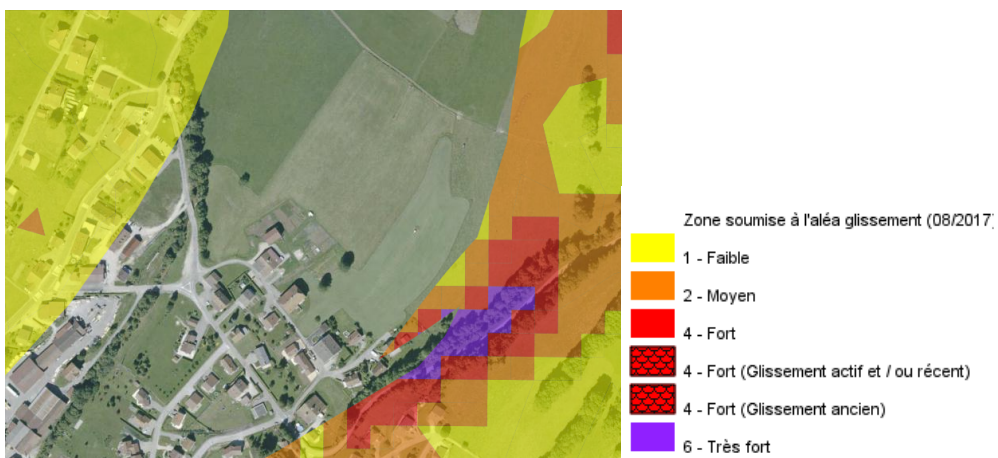 Zone soumise à l'aléa glissement (08/2017)
1 - Faible
2 - Moyen
4 - Fort
4 - Fort (Glissement actif et / ou récent)
4 - Fort (Glissement ancien)
6 - Très fort